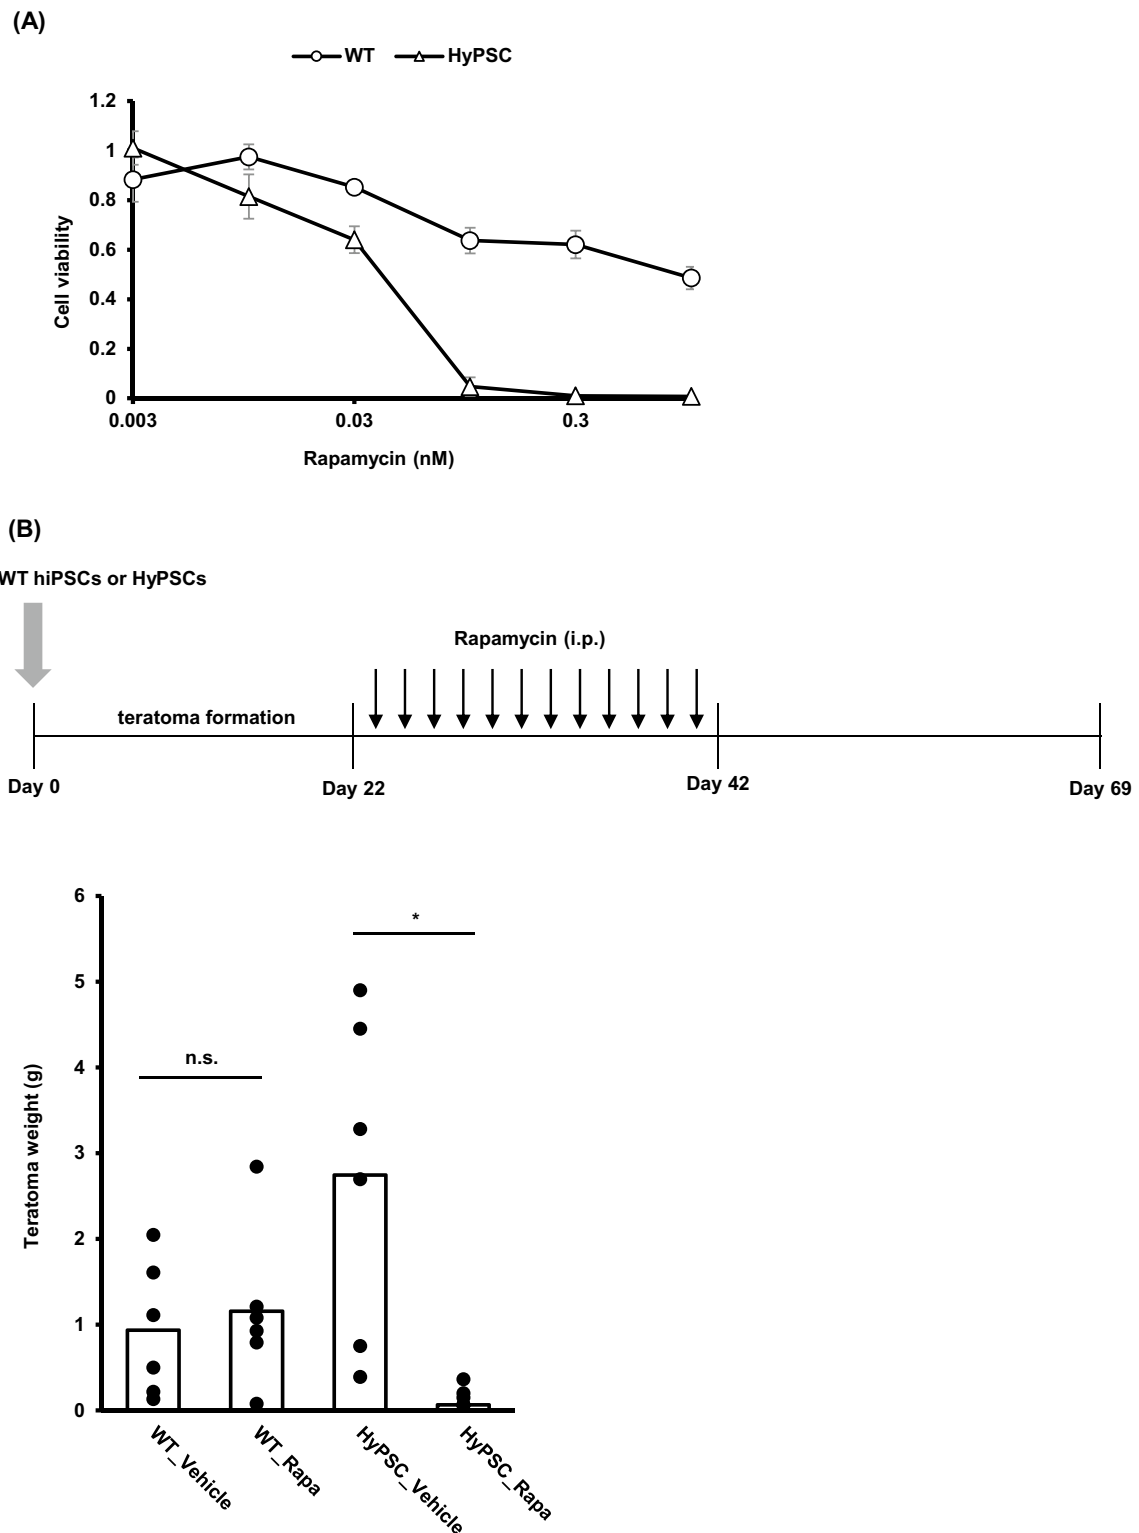 (A)
WT HyPSC
1.2
1
0.8
0.6
0.4
0.2
0
Cell viability
0.003 0.03 0.3
Rapamycin (nM)
(B)
WT hiPSCs or HyPSCs
Rapamycin (i.p.)
teratoma formation
Day 0 Day 22 Day 42 Day 69
6
5
4
3
2
1
0
Teratoma weight (g)
*
n.s.
WT_Vehicle
WT_Rapa
HyPSC_Vehicle
HyPSC_Rapa